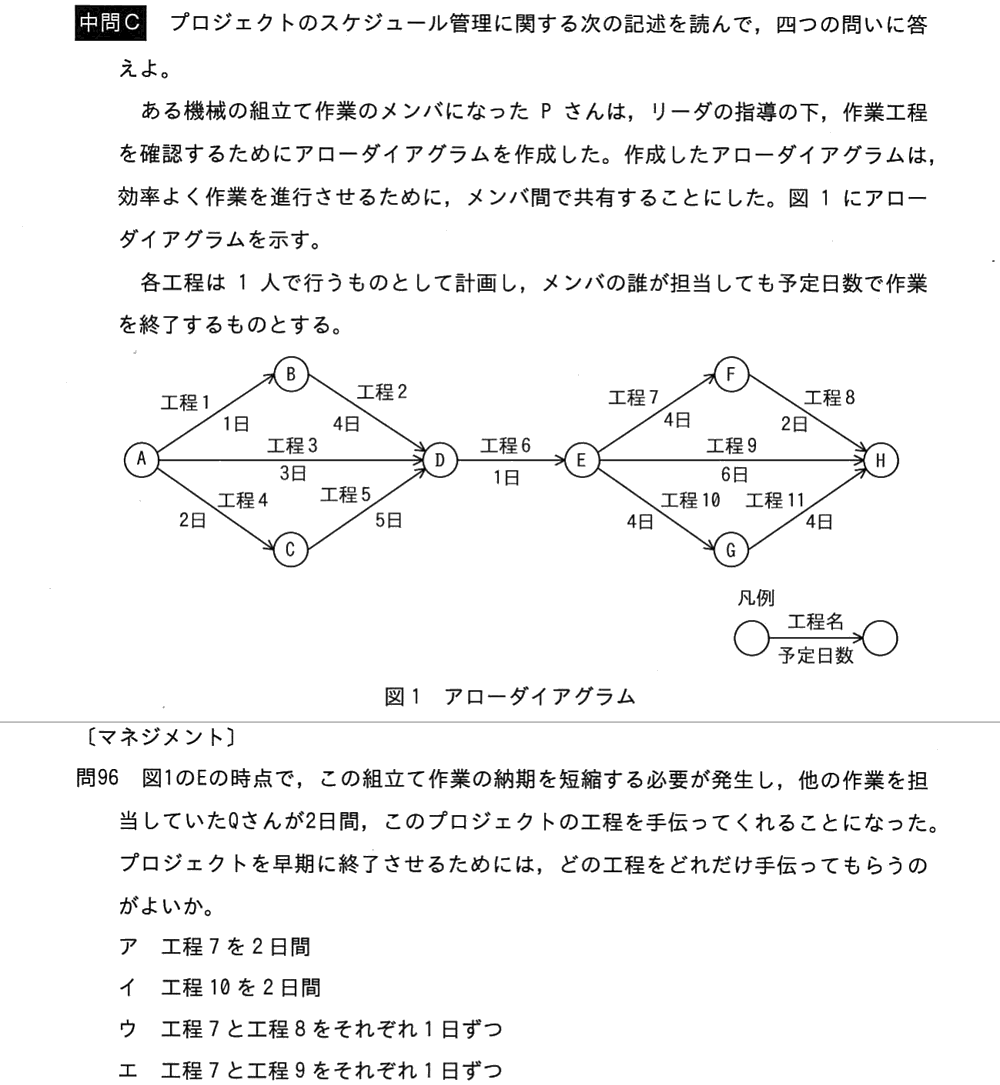 中問C　プロジェクトのスケジュール管理に関する次の記述を読んで，四つの問いに答
えよ。
ある機械の組立て作業のメンバになった P さんは，リーダの指導の下，作業工程
を確認するためにアローダイアグラムを作成した。作成したアローダイアグラムは，
効率よく作業を進行させるために，メンバ間で共有することにした。図 1 にアロー
ダイアグラムを示す。
各工程は 1 人で行うものとして計画し，メンバの誰が担当しても予定日数で作業
を終了するものとする。
B
F
工程1
工程2
工程7
工程8
1日
4日
4日
2日
工程3
工程6
工程9
A
D
E
H
3日
1日
6日
工程4
工程5
工程10
工程11
2日
5日
4日
4日
C
G
凡例
工程名
予定日数
図1　アローダイアグラム
〔マネジメント〕
問96　図1のEの時点で，この組立て作業の納期を短縮する必要が発生し，他の作業を担
当していたQさんが2日間，このプロジェクトの工程を手伝ってくれることになった。
プロジェクトを早期に終了させるためには，どの工程をどれだけ手伝ってもらうの
がよいか。
ア　工程7を2日間
イ　工程10を2日間
ウ　工程7と工程8をそれぞれ1日ずつ
エ　工程7と工程9をそれぞれ1日ずつ